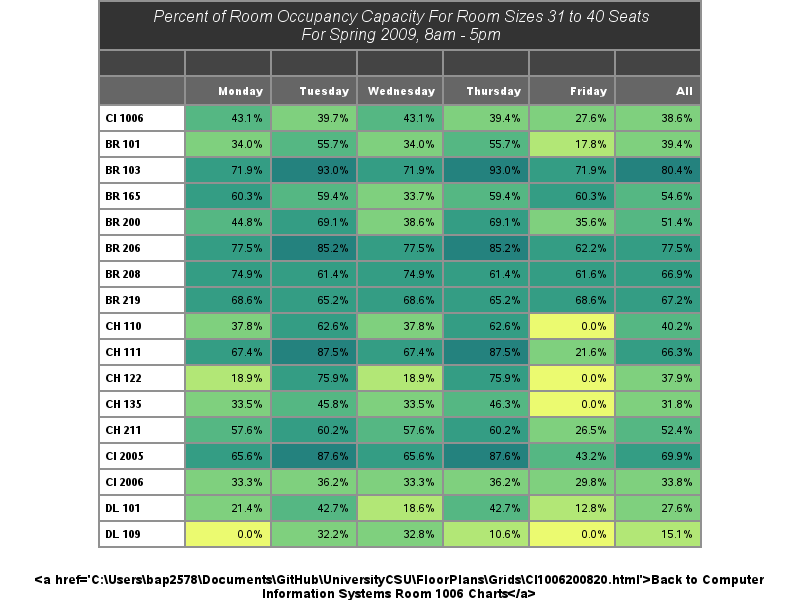 Percent of Room Occupancy Capacity For Room Sizes 31 to 40 Seats
For Spring 2009, 8am - 5pm
Monday Tuesday Wednesday Thursday Friday All
CI 1006 43.1% 39.7% 43.1% 39.4% 27.6% 38.6%
BR 101 34.0% 55.7% 34.0% 55.7% 17.8% 39.4%
BR 103 71.9% 93.0% 71.9% 93.0% 71.9% 80.4%
BR 165 60.3% 59.4% 33.7% 59.4% 60.3% 54.6%
BR 200 44.8% 69.1% 38.6% 69.1% 35.6% 51.4%
BR 206 77.5% 85.2% 77.5% 85.2% 62.2% 77.5%
BR 208 74.9% 61.4% 74.9% 61.4% 61.6% 66.9%
BR 219 68.6% 65.2% 68.6% 65.2% 68.6% 67.2%
CH 110 37.8% 62.6% 37.8% 62.6% 0.0% 40.2%
CH 111 67.4% 87.5% 67.4% 87.5% 21.6% 66.3%
CH 122 18.9% 75.9% 18.9% 75.9% 0.0% 37.9%
CH 135 33.5% 45.8% 33.5% 46.3% 0.0% 31.8%
CH 211 57.6% 60.2% 57.6% 60.2% 26.5% 52.4%
CI 2005 65.6% 87.6% 65.6% 87.6% 43.2% 69.9%
CI 2006 33.3% 36.2% 33.3% 36.2% 29.8% 33.8%
DL 101 21.4% 42.7% 18.6% 42.7% 12.8% 27.6%
DL 109 0.0% 32.2% 32.8% 10.6% 0.0% 15.1%
<a href='C:\Users\bap2578\Documents\GitHub\UniversityCSU\FloorPlans\Grids\CI1006200820.html'>Back to Computer
Information Systems Room 1006 Charts</a>